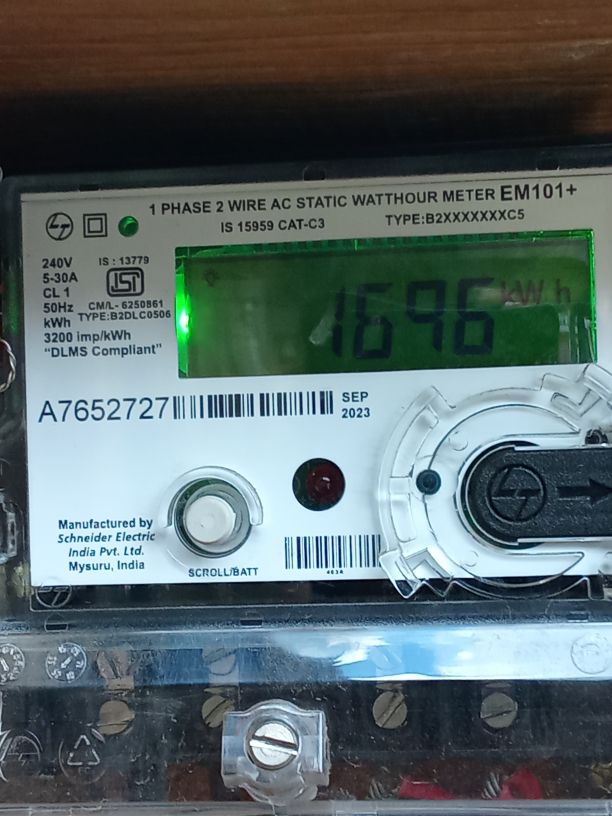 1 PHASE 2 WIRE AC STATIC WATTHOUR METER EM101+
IS 15959 CAT-C3 TYPE:B2XXXXXXXC5
240V
5-30A
CL 1
50Hz
kWh
3200 imp/kWh
"DLMS Compliant"
IS : 13779
ISI
CM/L- 6250861
TYPE:B2DLC0506
1696 kW h
A7652727
SEP
2023
Manufactured by
Schneider Electric
India Pvt. Ltd.
Mysuru, India
SCROLL/BATT